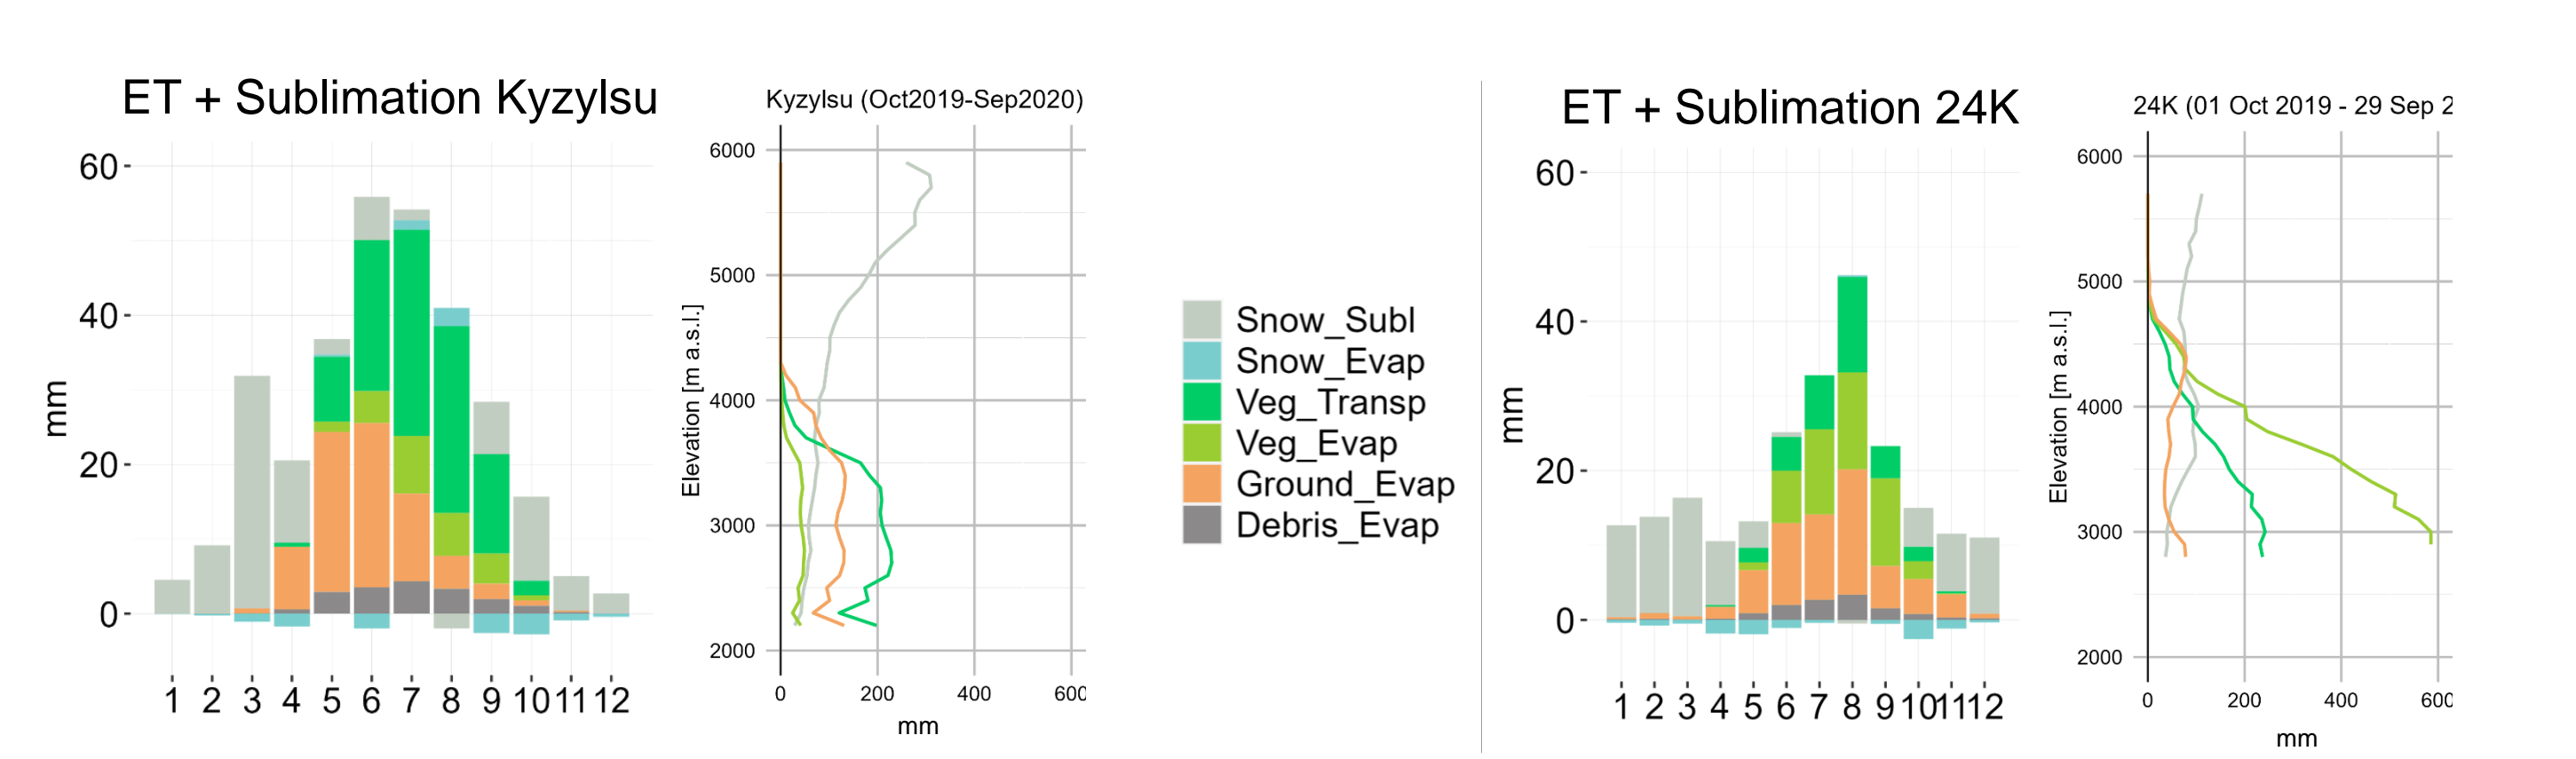 ET + Sublimation Kyzylsu
60
40
20
0
mm
1 2 3 4 5 6 7 8 9 10 11 12
Kyzylsu (Oct2019-Sep2020)
6000
5000
4000
3000
2000
Elevation [m a.s.l.]
0 200 400 600
mm
Snow_Subl
Snow_Evap
Veg_Transp
Veg_Evap
Ground_Evap
Debris_Evap
ET + Sublimation 24K
60
40
20
0
mm
1 2 3 4 5 6 7 8 9 10 11 12
24K (01 Oct 2019 - 29 Sep 2
6000
5000
4000
3000
2000
Elevation [m a.s.l.]
0 200 400 600
mm